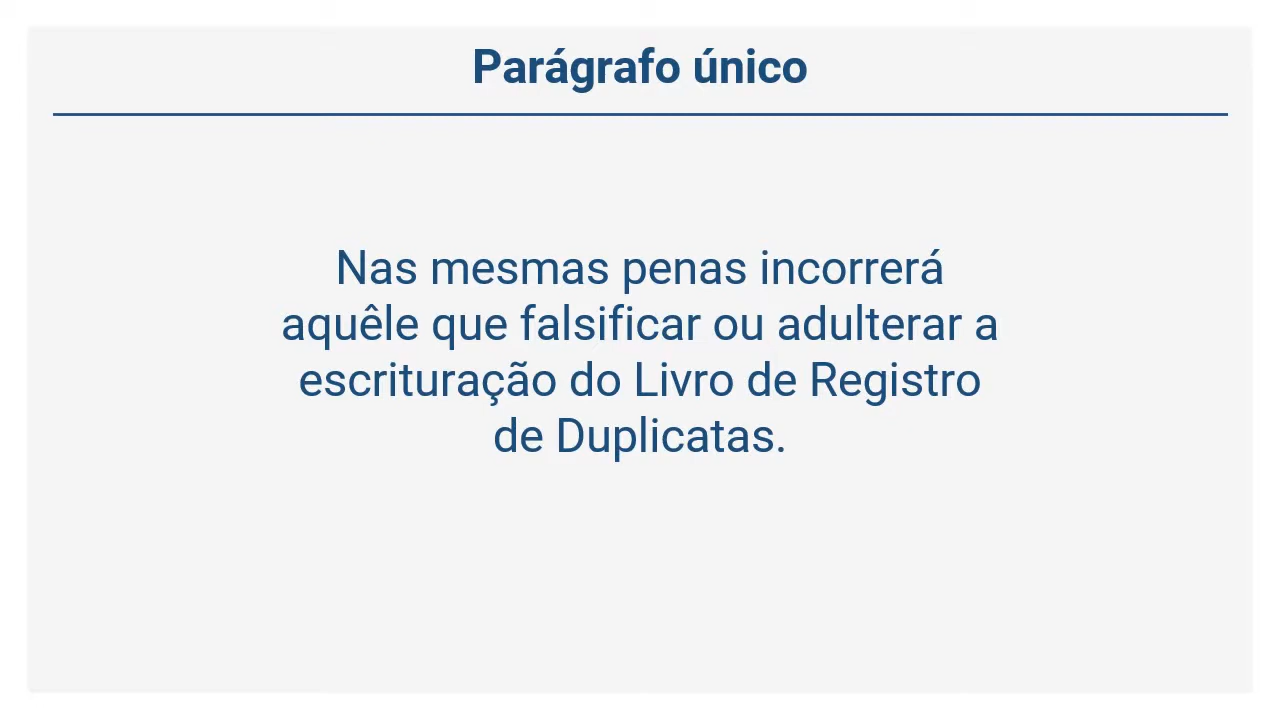 Parágrafo único
Nas mesmas penas incorrerá
aquêle que falsificar ou adulterar a
escrituração do Livro de Registro
de Duplicatas.